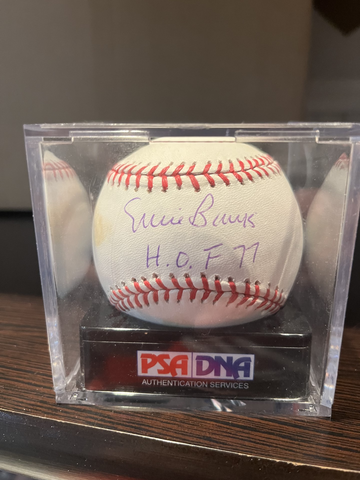 Ernie Banks
H.O.F 77
PSA DNA
AUTHENTICATION SERVICES